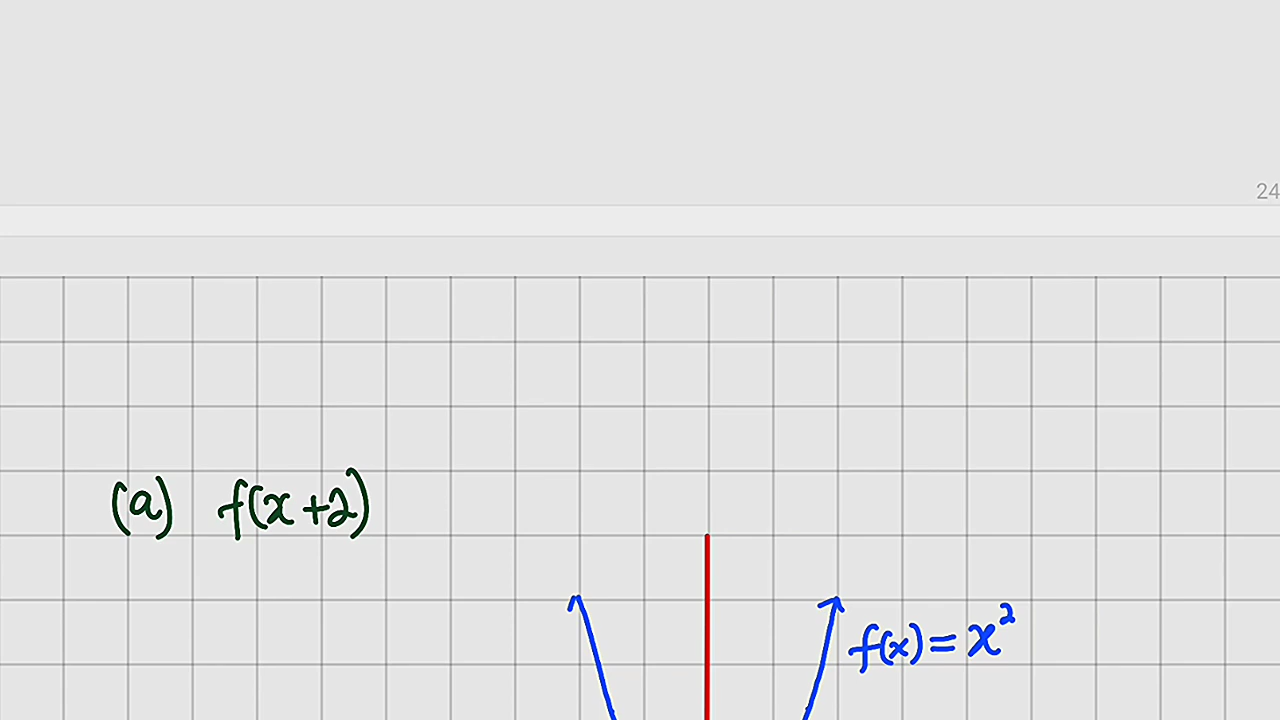 24
(a) f(x+2)
f(x) = x²